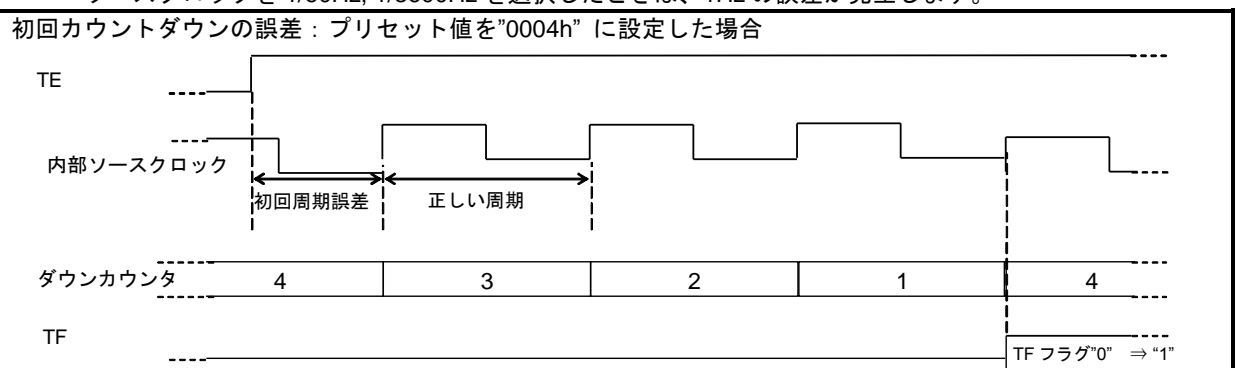 初回カウントダウンの誤差：プリセット値を"0004h" に設定した場合
TE
内部ソースクロック
初回周期誤差
正しい周期
ダウンカウンタ
4
3
2
1
4
TF
TF フラグ"0" ⇒ "1"